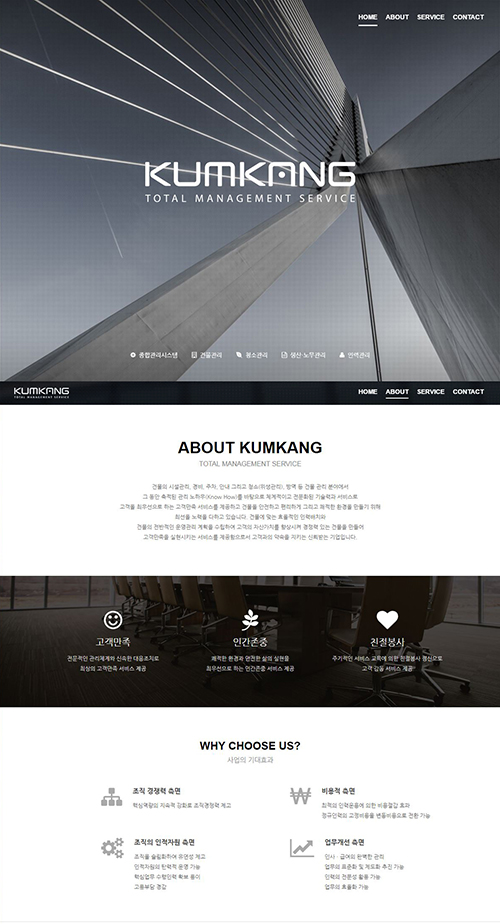 HOME ABOUT SERVICE CONTACT
KUMKANG
TOTAL MANAGEMENT SERVICE
종합관리시스템 건물관리 청소관리 생산·노무관리 인력관리
KUMKANG
TOTAL MANAGEMENT SERVICE
HOME ABOUT SERVICE CONTACT
ABOUT KUMKANG
TOTAL MANAGEMENT SERVICE
건물의 시설관리, 경비, 주차, 안내 그리고 청소(위생관리), 방역 등 건물 관리 분야에서
그 동안 축적된 관리 노하우(Know How)를 바탕으로 체계적이고 전문화된 기술력과 서비스로
고객을 최우선으로 하는 고객만족 서비스를 제공하고 건물을 안전하고 편리하게 그리고 쾌적한 환경을 만들기 위해
최선을 노력을 다하고 있습니다. 건물에 맞는 효율적인 인력배치와
건물의 전반적인 운영관리 계획을 수립하여 고객의 자산가치를 향상시켜 경쟁력 있는 건물을 만들어
고객만족을 실현시키는 서비스를 제공함으로서 고객과의 약속을 지키는 신뢰받는 기업입니다.
고객만족 인간존중 친절봉사
전문적인 관리체계와 신속한 대응조치로
최상의 고객만족 서비스 제공
쾌적한 환경과 안전한 삶의 실현을
최우선으로 하는 인간존중 서비스 제공
주기적인 서비스 교육에 의한 친절봉사 정신으로
고객 감동 서비스 제공
WHY CHOOSE US?
사업의 기대효과
조직 경쟁력 측면
핵심역량의 지속적 강화로 조직경쟁력 제고
비용적 측면
최적의 인력운용에 의한 비용절감 효과
정규인력의 고정비용을 변동비용으로 전환 가능
조직의 인적자원 측면
조직을 슬림화하여 유연성 제고
인적자원의 탄력적 운영 가능
핵심업무 수행인력 확보 용이
고용부담 경감
업무개선 측면
인사·급여의 완벽한 관리
업무의 표준화 및 제도화 추진 가능
인력의 전문성 활용 가능
업무의 효율화 가능